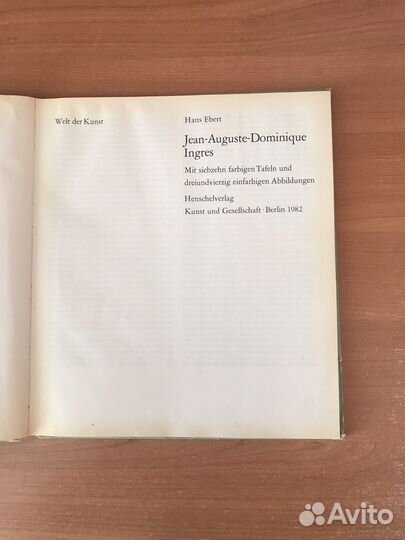 Welt der Kunst
Hans Ebert
Jean-Auguste-Dominique
Ingres
Mit siebzehn farbigen Tafeln und
dreiundvierzig einfarbigen Abbildungen
Henschelverlag
Kunst und Gesellschaft · Berlin 1982
Avito